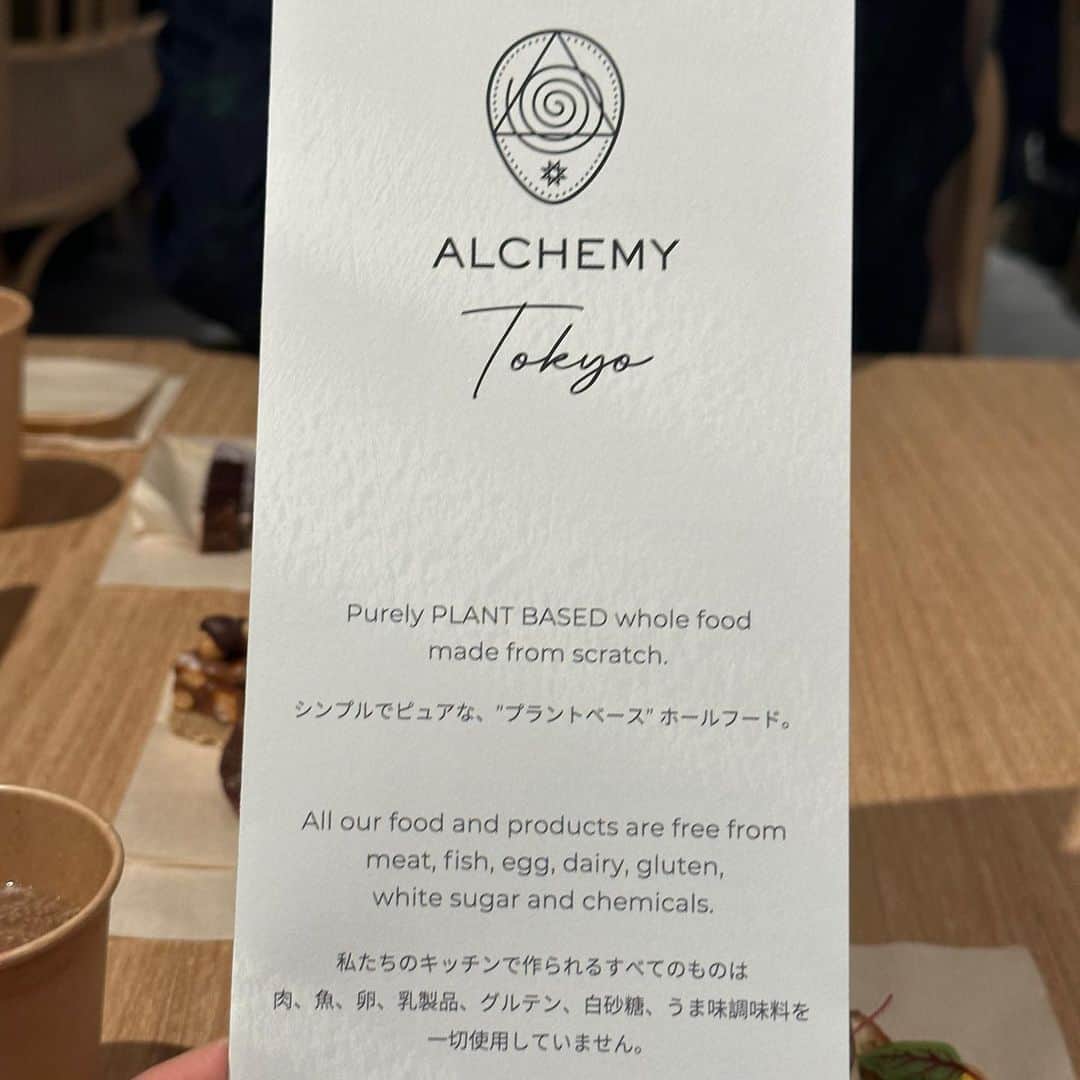 ALCHEMY
Tokyo
Purely PLANT BASED whole food
made from scratch.
シンプルでピュアな、"プラントベース" ホールフード。
All our food and products are free from
meat, fish, egg, dairy, gluten,
white sugar and chemicals.
私たちのキッチンで作られるすべてのものは
肉、魚、卵、乳製品、グルテン、白砂糖、うま味調味料を
一切使用していません。